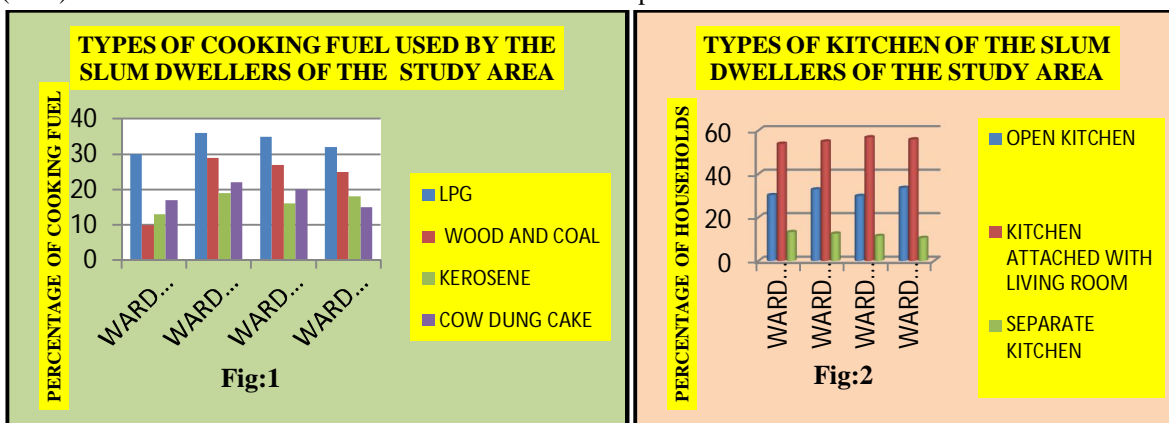 TYPES OF COOKING FUEL USED BY THE
SLUM DWELLERS OF THE STUDY AREA
PERCENTAGE OF COOKING FUEL
40
30
20
10
0
WARD...
WARD...
WARD...
WARD...
LPG
WOOD AND COAL
KEROSENE
COW DUNG CAKE
Fig:1
TYPES OF KITCHEN OF THE SLUM
DWELLERS OF THE STUDY AREA
PERCENTAGE OF HOUSEHOLDS
60
40
20
0
WARD...
WARD...
WARD...
WARD...
OPEN KITCHEN
KITCHEN
ATTACHED WITH
LIVING ROOM
SEPARATE
KITCHEN
Fig:2